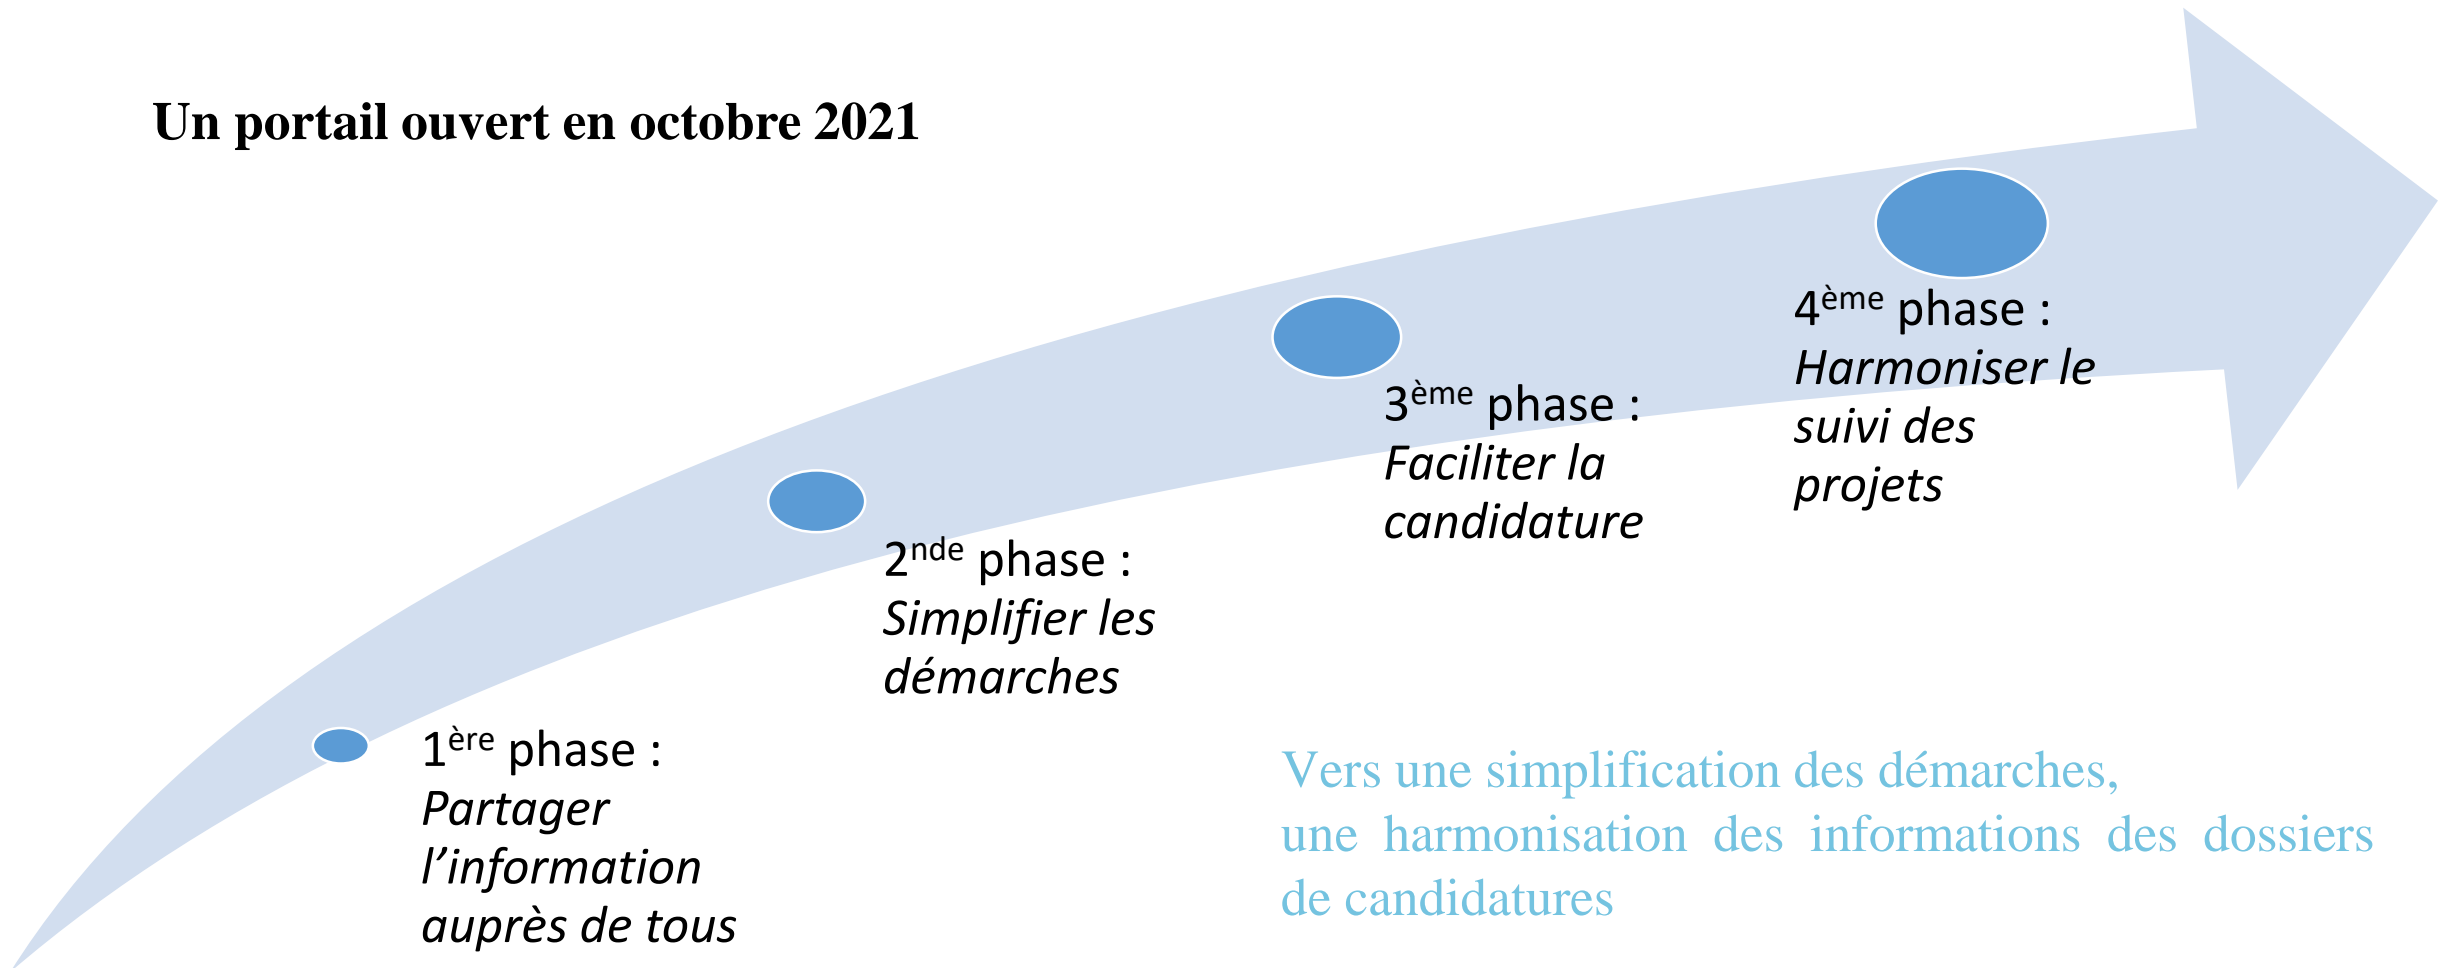 Un portail ouvert en octobre 2021
1ère phase :
Partager
l’information
auprès de tous
2nde phase :
Simplifier les
démarches
3ème phase :
Faciliter la
candidature
4ème phase :
Harmoniser le
suivi des
projets
Vers une simplification des démarches,
une harmonisation des informations des dossiers
de candidatures